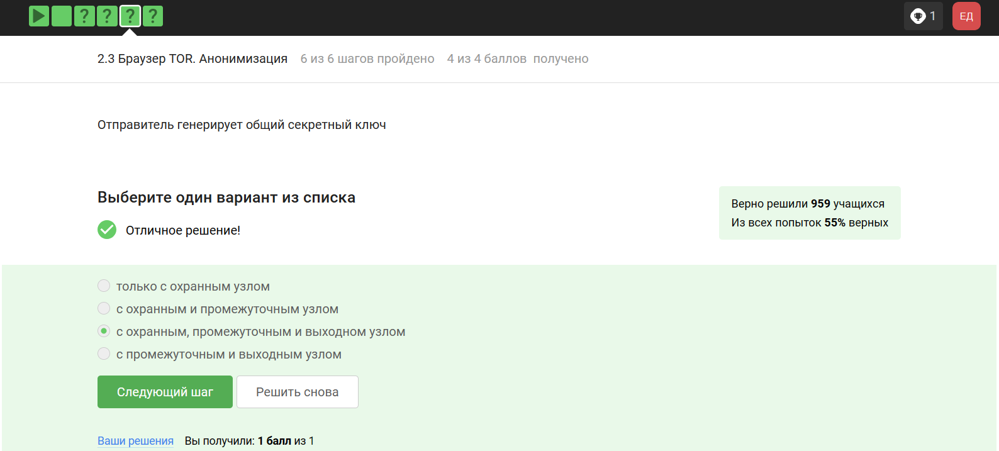 ? ? ? ?
1
ЕД
2.3 Браузер TOR. Анонимизация 6 из 6 шагов пройдено 4 из 4 баллов получено
Отправитель генерирует общий секретный ключ
Выберите один вариант из списка
Отличное решение!
Верно решили 959 учащихся
Из всех попыток 55% верных
только с охранным узлом
с охранным и промежуточным узлом
с охранным, промежуточным и выходном узлом
с промежуточным и выходным узлом
Следующий шаг
Решить снова
Ваши решения Вы получили: 1 балл из 1